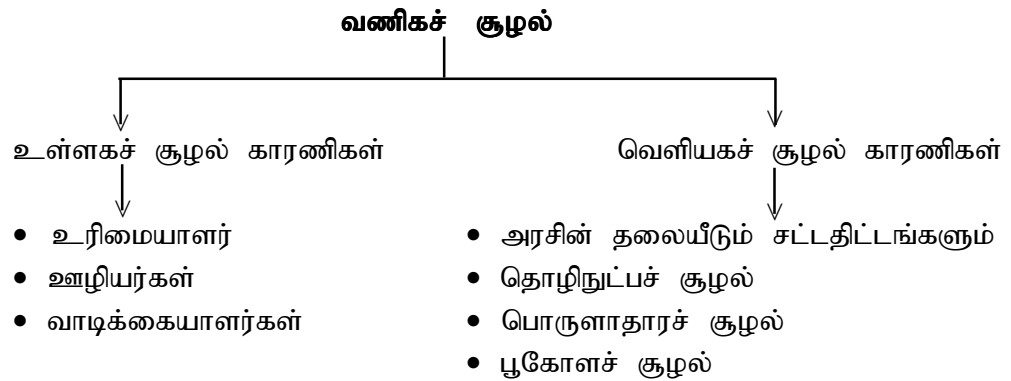 வணிகச் சூழல்
உள்ளகச் சூழல் காரணிகள்
வெளியகச் சூழல் காரணிகள்
• உரிமையாளர்
• ஊழியர்கள்
• வாடிக்கையாளர்கள்
• அரசின் தலையீடும் சட்டதிட்டங்களும்
• தொழிநுட்பச் சூழல்
• பொருளாதாரச் சூழல்
• பூகோளச் சூழல்